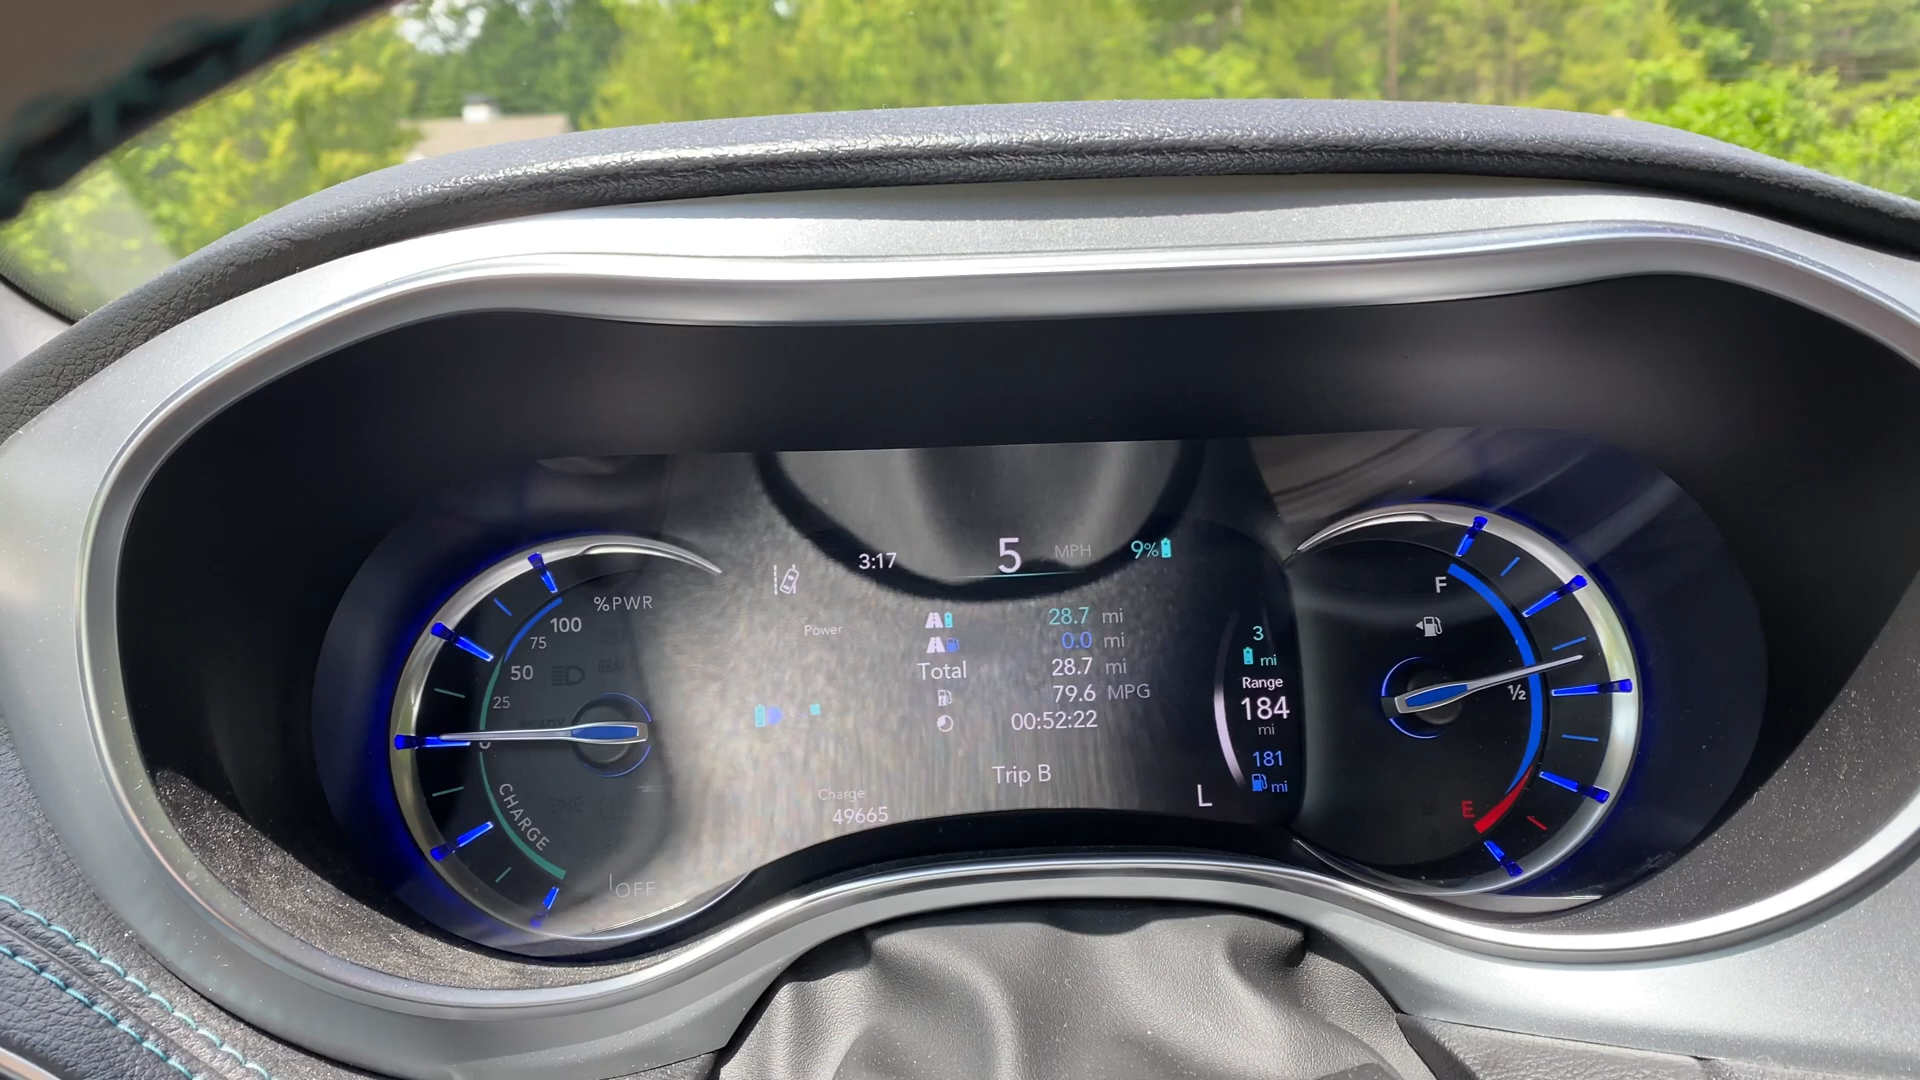 3:17
5 MPH
9%
%PWR
100
75
50
25
0
CHARGE
OFF
Power
28.7 mi
0.0 mi
Total 28.7 mi
79.6 MPG
00:52:22
Trip B
Charge
49665
L
3
mi
Range
184
mi
181
mi
F
½
E